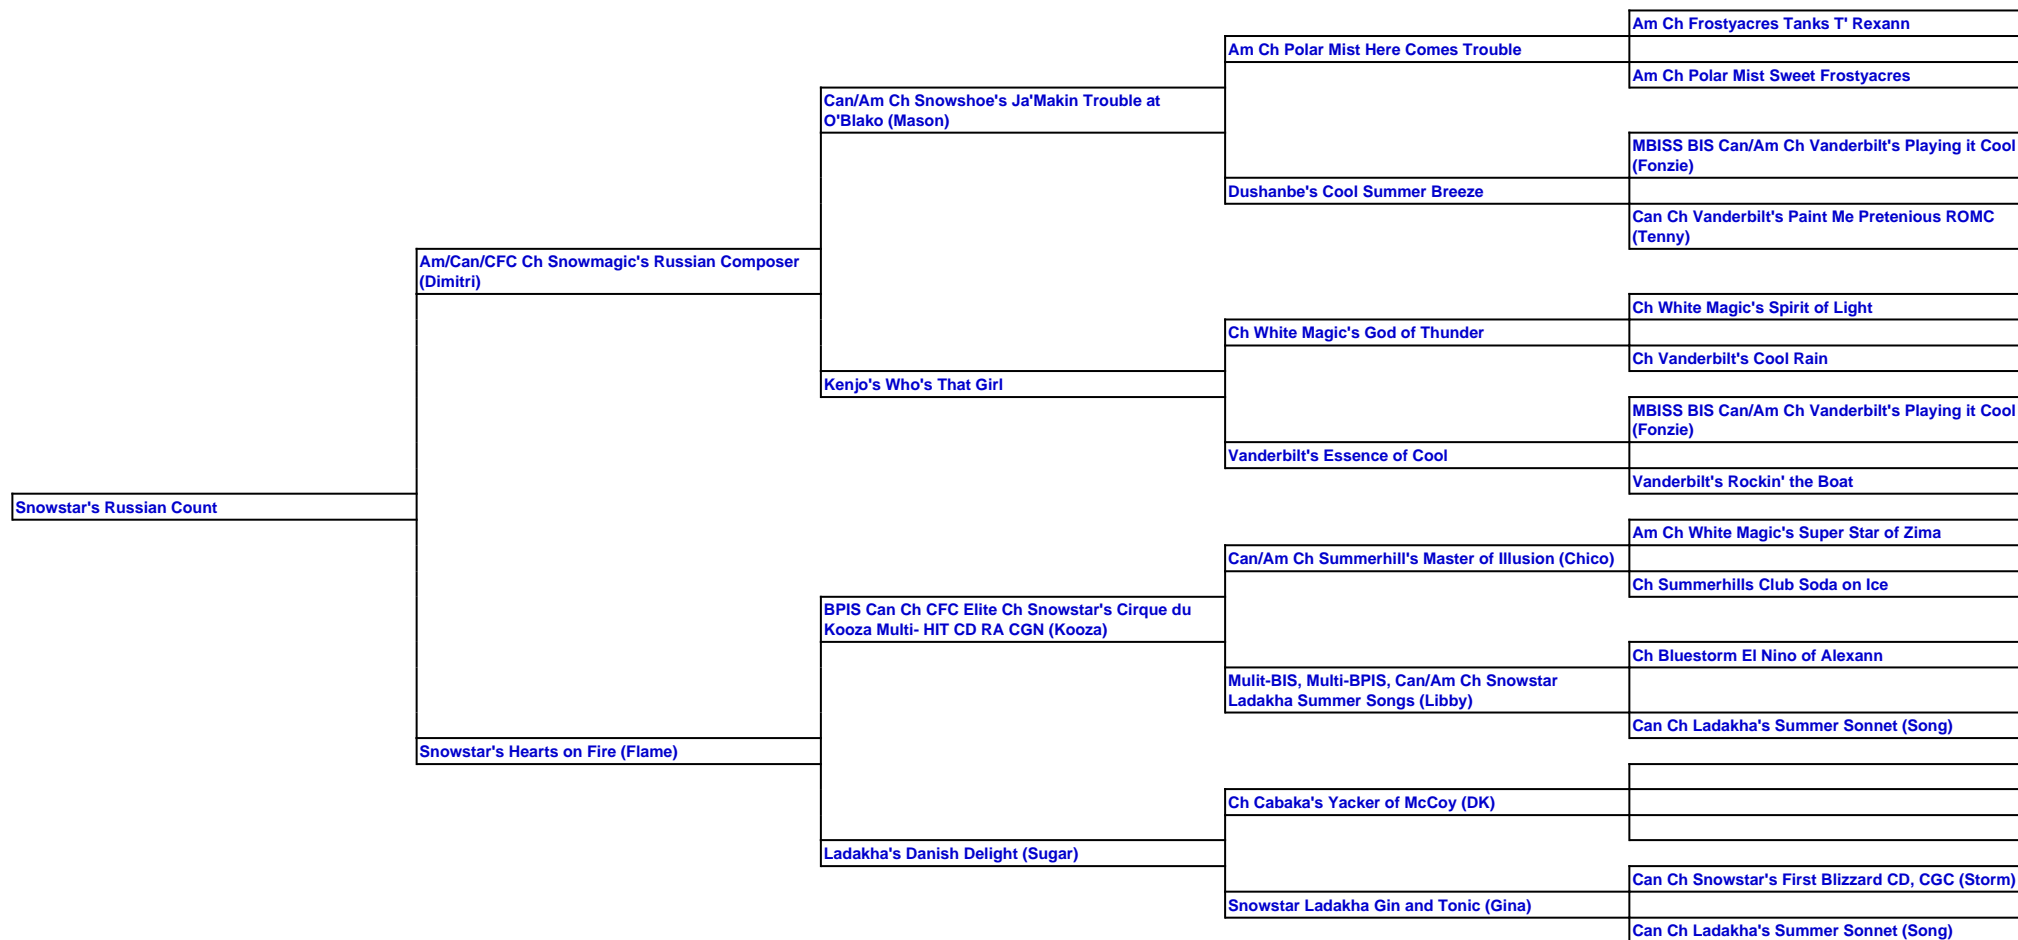 Am Ch Frostyacres Tanks T' Rexann
Am Ch Polar Mist Here Comes Trouble
Am Ch Polar Mist Sweet Frostyacres
Can/Am Ch Snowshoe's Ja'Makin Trouble at
O'Blako (Mason)
MBISS BIS Can/Am Ch Vanderbilt's Playing it Cool
(Fonzie)
Dushanbe's Cool Summer Breeze
Can Ch Vanderbilt's Paint Me Pretenious ROMC
(Tenny)
Am/Can/CFC Ch Snowmagic's Russian Composer
(Dimitri)
Ch White Magic's Spirit of Light
Ch White Magic's God of Thunder
Ch Vanderbilt's Cool Rain
Kenjo's Who's That Girl
MBISS BIS Can/Am Ch Vanderbilt's Playing it Cool
(Fonzie)
Vanderbilt's Essence of Cool
Vanderbilt's Rockin' the Boat
Snowstar's Russian Count
Am Ch White Magic's Super Star of Zima
Can/Am Ch Summerhill's Master of Illusion (Chico)
Ch Summerhills Club Soda on Ice
BPIS Can Ch CFC Elite Ch Snowstar's Cirque du
Kooza Multi- HIT CD RA CGN (Kooza)
Ch Bluestorm El Nino of Alexann
Mulit-BIS, Multi-BPIS, Can/Am Ch Snowstar
Ladakha Summer Songs (Libby)
Can Ch Ladakha's Summer Sonnet (Song)
Snowstar's Hearts on Fire (Flame)
Ch Cabaka's Yacker of McCoy (DK)
Ladakha's Danish Delight (Sugar)
Can Ch Snowstar's First Blizzard CD, CGC (Storm)
Snowstar Ladakha Gin and Tonic (Gina)
Can Ch Ladakha's Summer Sonnet (Song)